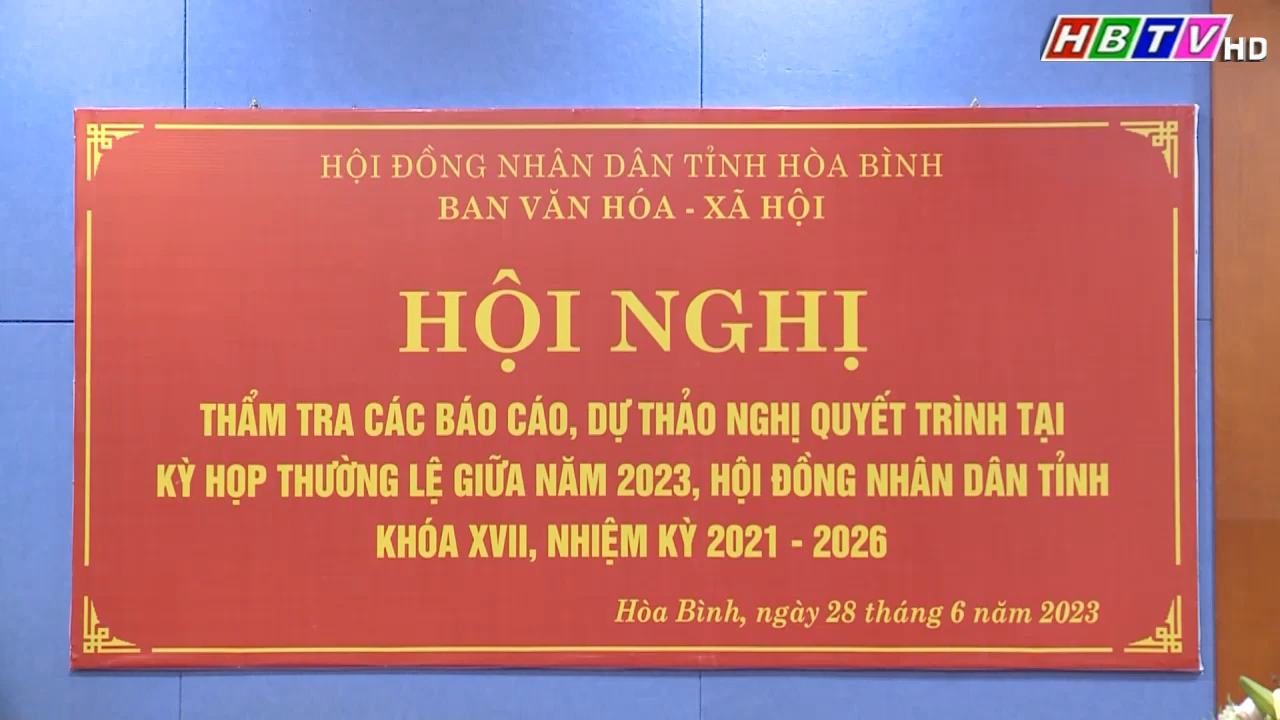 HBTV HD
HỘI ĐỒNG NHÂN DÂN TỈNH HÒA BÌNH
BAN VĂN HÓA - XÃ HỘI
HỘI NGHỊ
THẨM TRA CÁC BÁO CÁO, DỰ THẢO NGHỊ QUYẾT TRÌNH TẠI
KỲ HỌP THƯỜNG LỆ GIỮA NĂM 2023, HỘI ĐỒNG NHÂN DÂN TỈNH
KHÓA XVII, NHIỆM KỲ 2021 - 2026
Hòa Bình, ngày 28 tháng 6 năm 2023